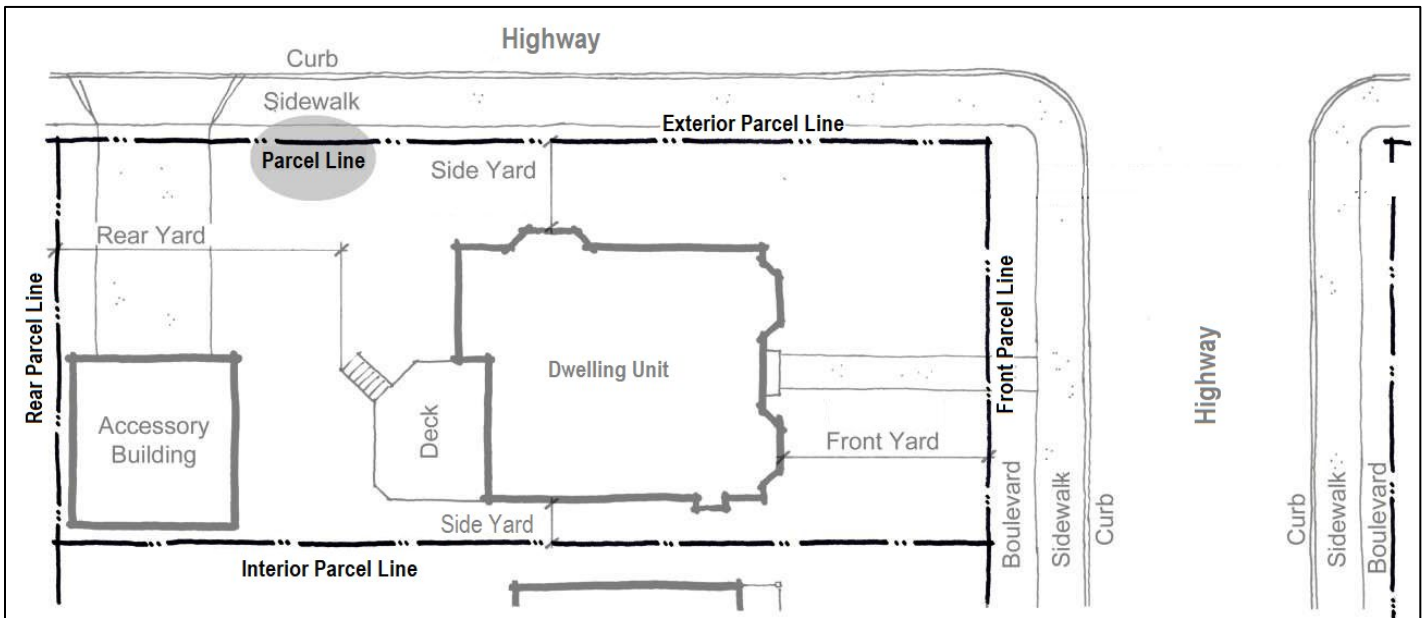 Highway
Curb
Sidewalk
Exterior Parcel Line
Parcel Line
Side Yard
Rear Yard
Rear Parcel Line
Front Parcel Line
Dwelling Unit
Highway
Accessory
Building
Deck
Front Yard
Boulevard
Sidewalk
Curb
Curb
Sidewalk
Boulevard
Side Yard
Interior Parcel Line